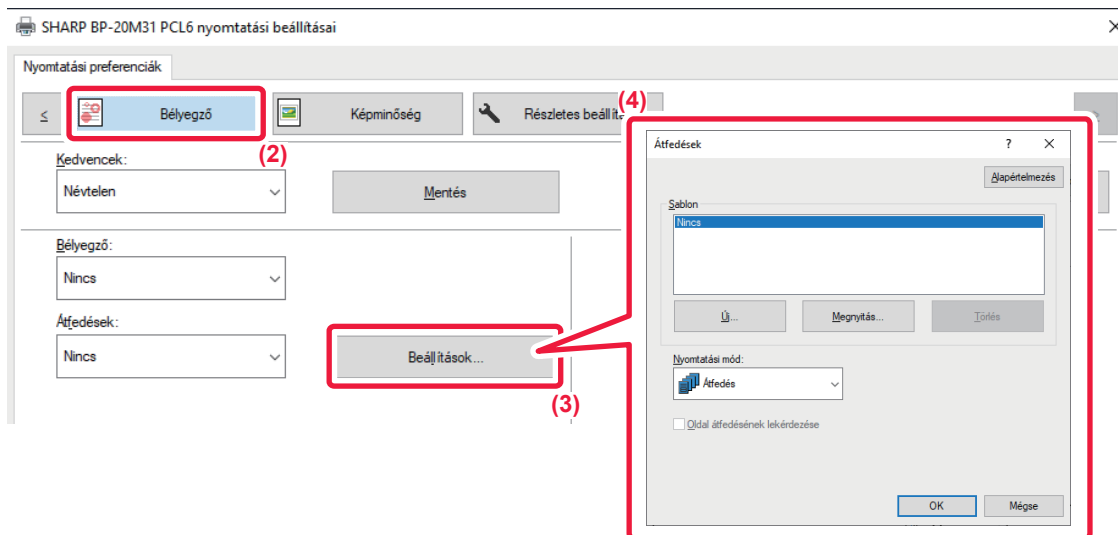 SHARP BP-20M31 PCL6 nyomtatási beállításai
Nyomtatási preferenciák
≤ Bélyegző Képminőség Részletes beállít
(2)
(4)
Kedvencek:
Névtelen Mentés
Bélyegző:
Nincs
Átfedések:
Nincs Beállítások...
(3)
Átfedések ?
Alapértelmezés
Sablon
Nincs
Új... Megnyitás... Törlés
Nyomtatási mód:
Átfedés
Oldal átfedésének lekérdezése
OK Mégse